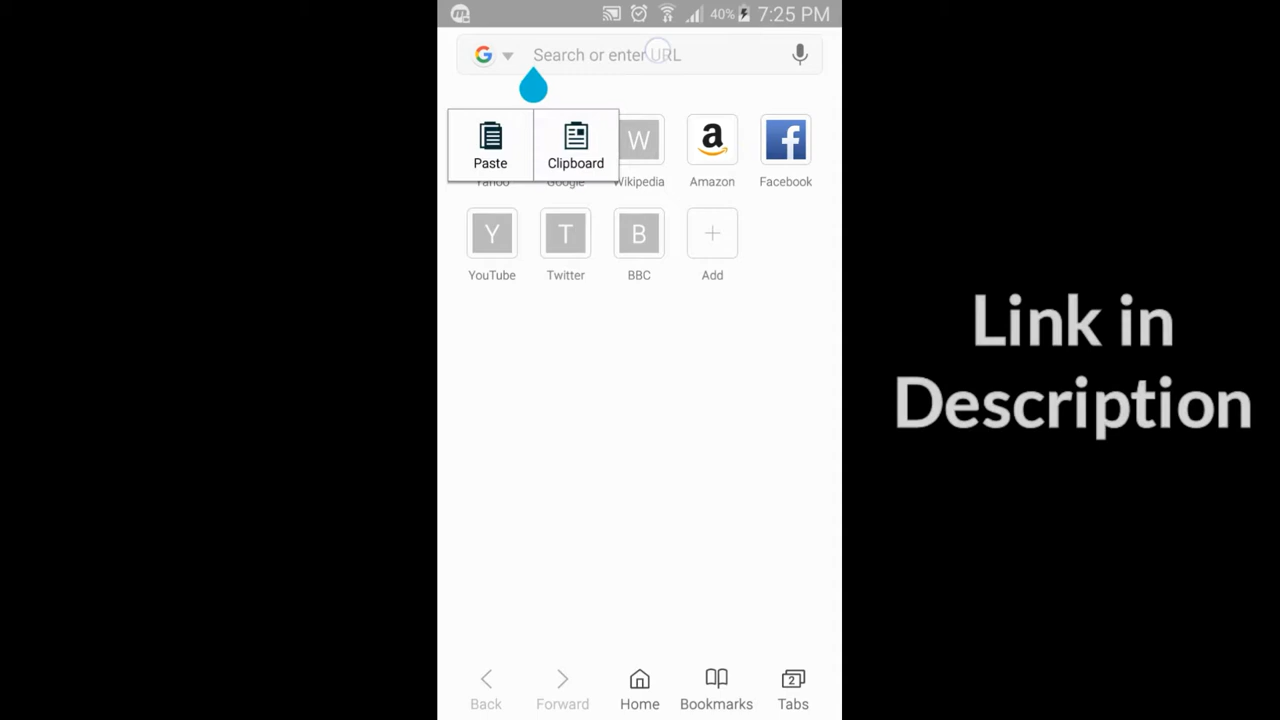 40% 7:25 PM
Search or enter URL
Paste
Clipboard
W
a
f
Yahoo
Google
Wikipedia
Amazon
Facebook
Y
T
B
YouTube
Twitter
BBC
Add
Link in
Description
2
Back
Forward
Home
Bookmarks
Tabs